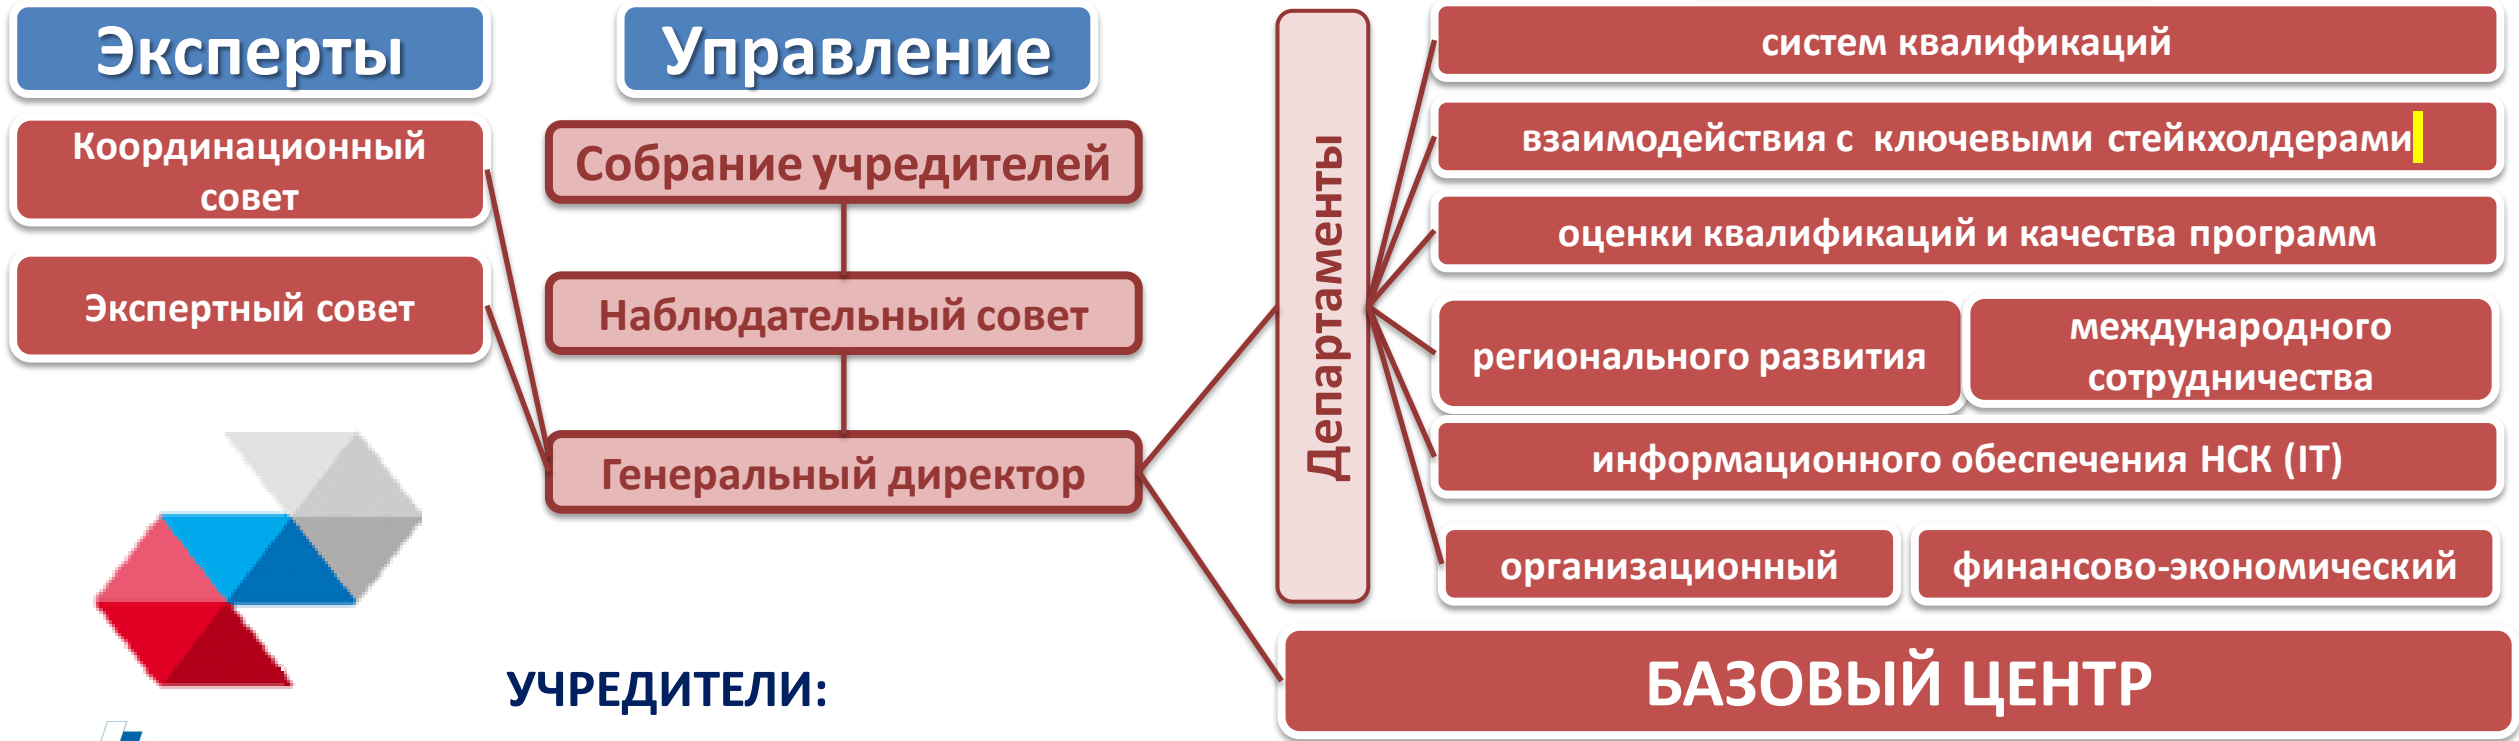 Эксперты
Координационный
совет
Экспертный совет
Управление
Собрание учредителей
Наблюдательный совет
Генеральный директор
Департаменты
систем квалификаций
взаимодействия с ключевыми стейкхолдерами
оценки квалификаций и качества программ
регионального развития
международного
сотрудничества
информационного обеспечения НСК (IT)
организационный
финансово-экономический
БАЗОВЫЙ ЦЕНТР
УЧРЕДИТЕЛИ: